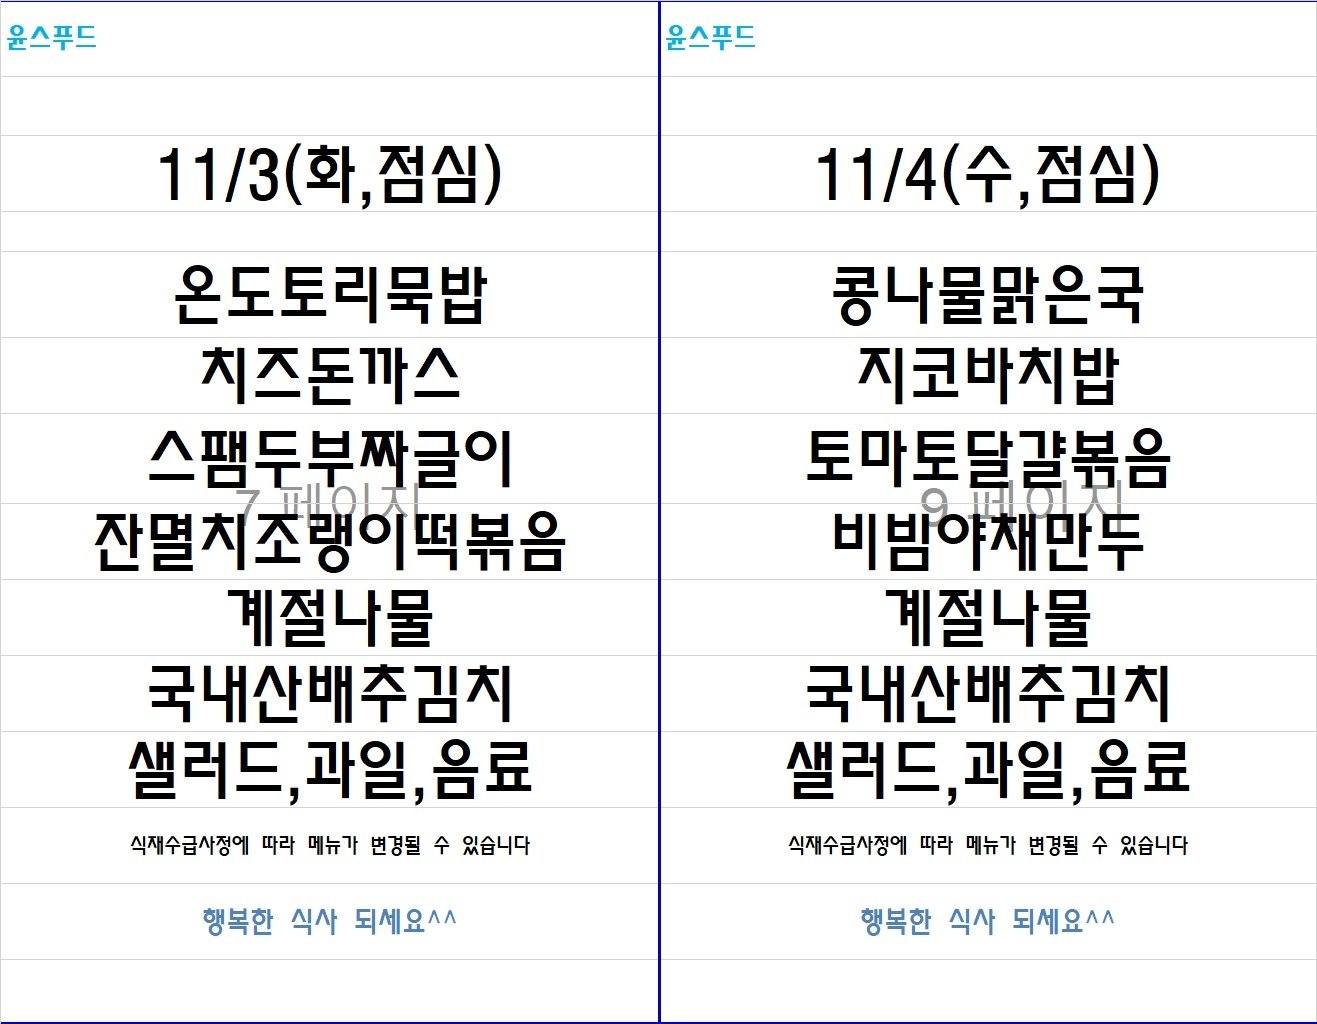 윤스푸드
11/3(화,점심)
온도토리묵밥
치즈돈까스
스팸두부짜글이
7 페이지
잔멸치조랭이떡볶음
계절나물
국내산배추김치
샐러드,과일,음료
식재수급사정에 따라 메뉴가 변경될 수 있습니다
행복한 식사 되세요^^
윤스푸드
11/4(수,점심)
콩나물맑은국
지코바치밥
토마토달걀볶음
9 페이지
비빔야채만두
계절나물
국내산배추김치
샐러드,과일,음료
식재수급사정에 따라 메뉴가 변경될 수 있습니다
행복한 식사 되세요^^